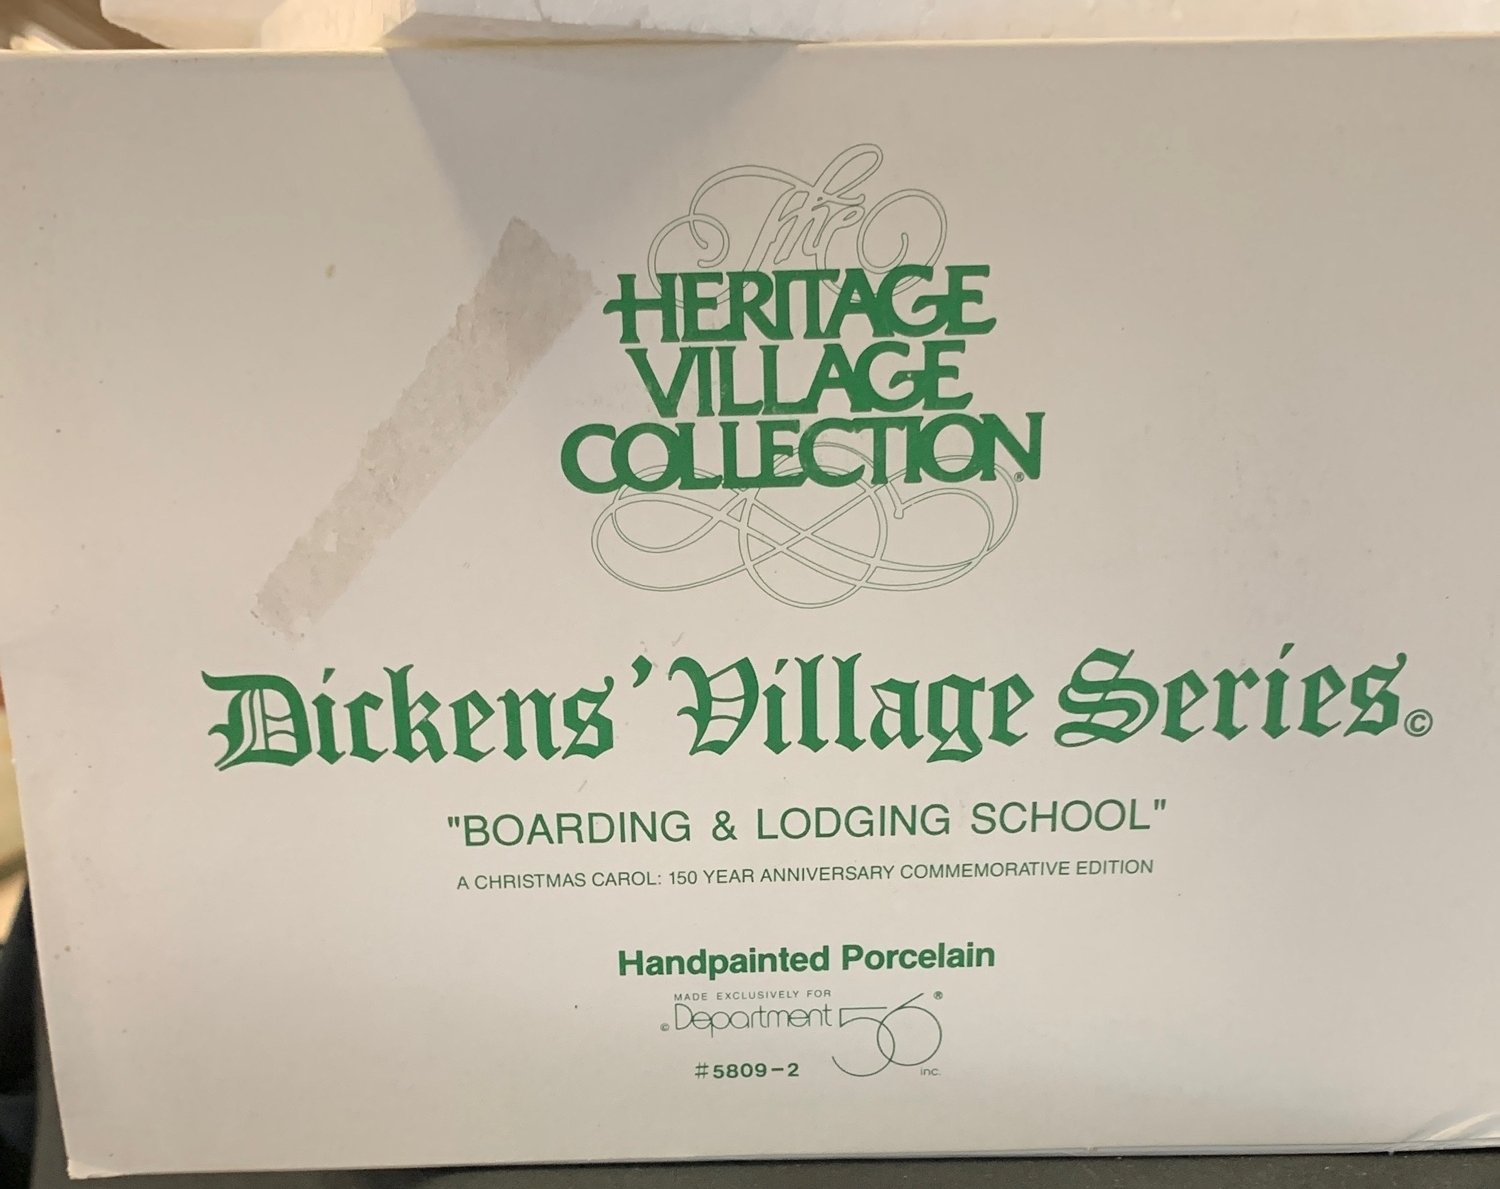 The
HERITAGE
VILLAGE
COLLECTION®
Dickens' Village Series©
"BOARDING & LODGING SCHOOL"
A CHRISTMAS CAROL: 150 YEAR ANNIVERSARY COMMEMORATIVE EDITION
Handpainted Porcelain
MADE EXCLUSIVELY FOR
© Department 56® inc.
#5809-2